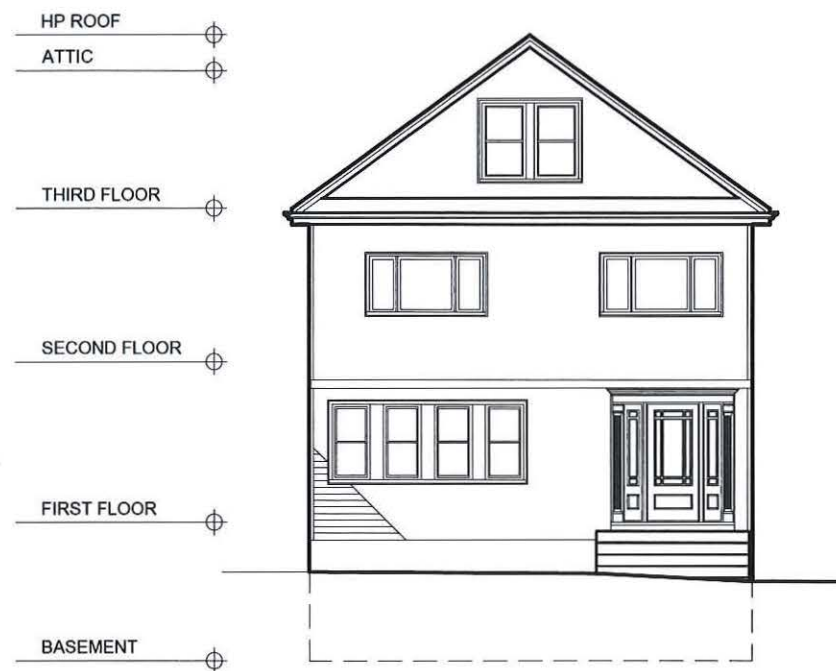 HP ROOF
ATTIC
THIRD FLOOR
SECOND FLOOR
FIRST FLOOR
BASEMENT